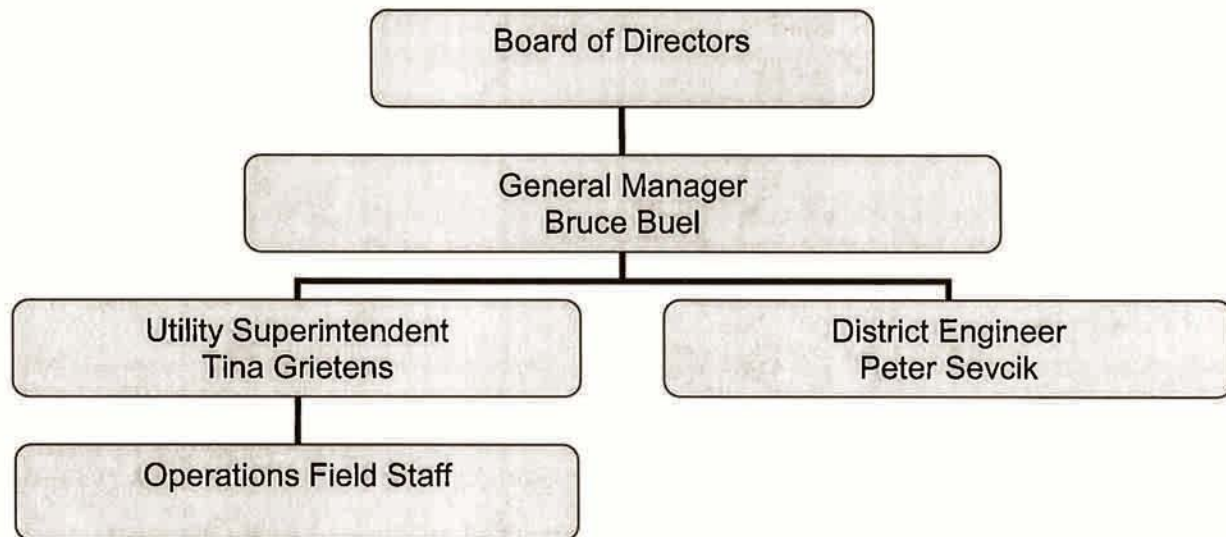 Board of Directors
General Manager
Bruce Buel
Utility Superintendent
Tina Grietens
District Engineer
Peter Sevcik
Operations Field Staff